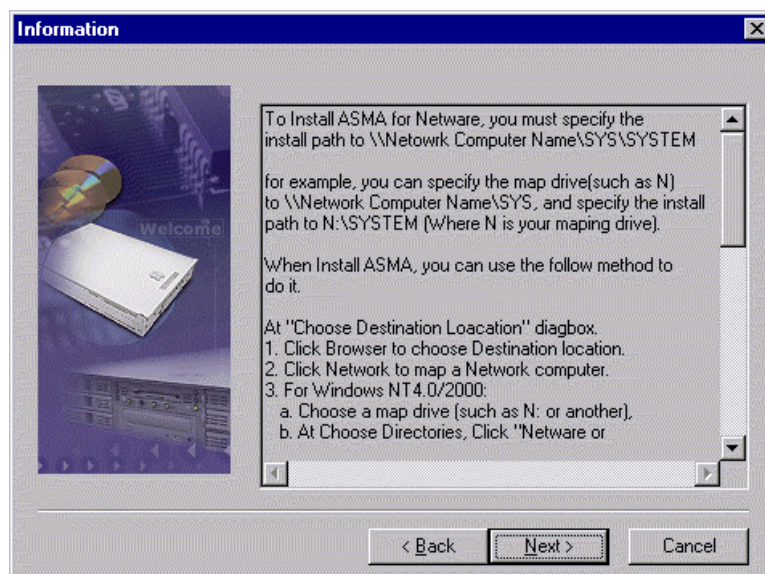 Information
Welcome
To Install ASMA for Netware, you must specify the
install path to \\Netowrk Computer Name\SYS\SYSTEM
for example, you can specify the map drive(such as N)
to \\Network Computer Name\SYS, and specify the install
path to N:\SYSTEM (Where N is your maping drive).
When Install ASMA, you can use the follow method to
do it.
At "Choose Destination Loacation" diagbox.
1. Click Browser to choose Destination location.
2. Click Network to map a Network computer.
3. For Windows NT4.0/2000:
a. Choose a map drive (such as N: or another),
b. At Choose Directories, Click "Netware or
< Back
Next >
Cancel